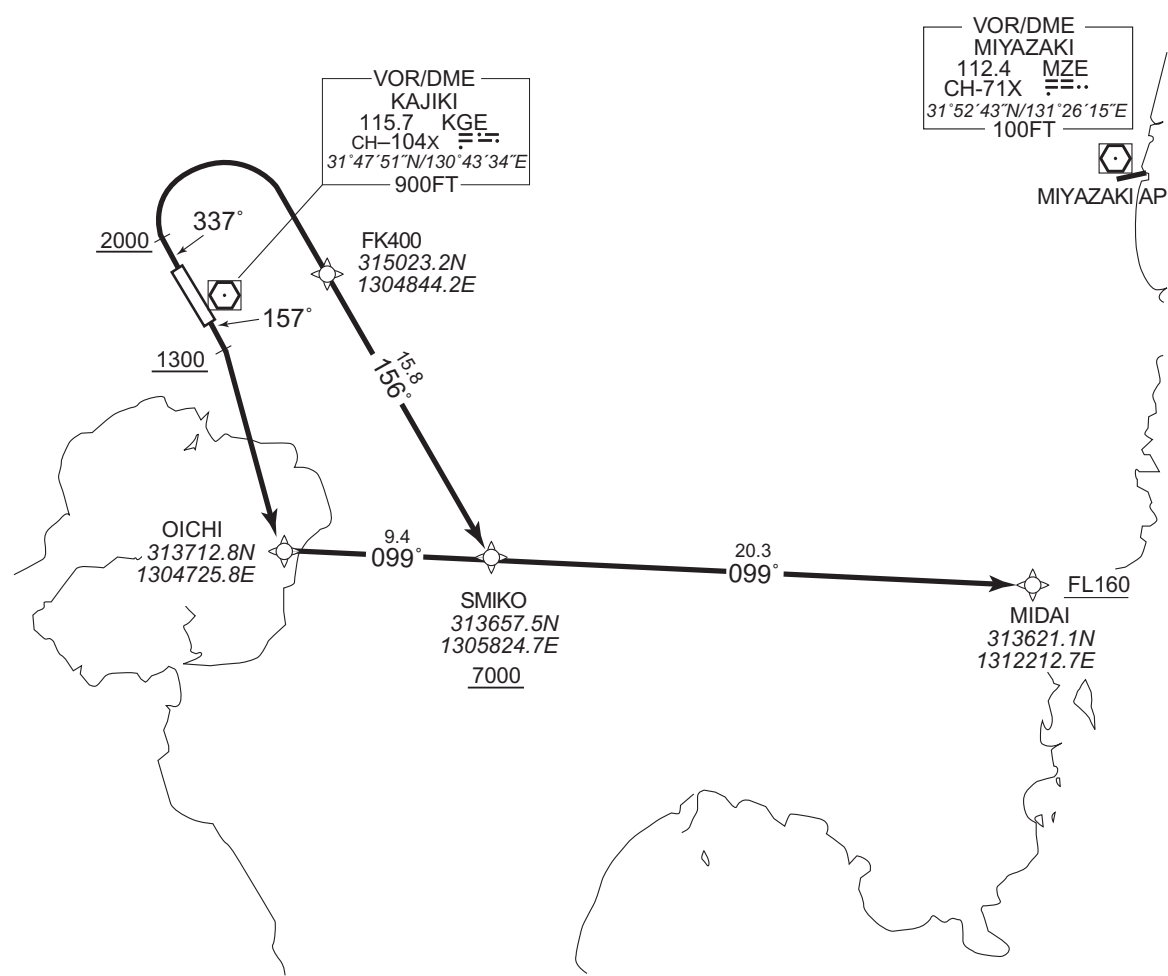 VOR/DME
MIYAZAKI
112.4 MZE
CH-71X
31°52´43˝N/131°26´15˝E
100FT
MIYAZAKI AP
VOR/DME
KAJIKI
115.7 KGE
CH–104X
31°47´51˝N/130°43´34˝E
900FT
2000
337°
FK400
315023.2N
1304844.2E
157°
1300
15.8
156°
OICHI
313712.8N
1304725.8E
9.4
099°
SMIKO
313657.5N
1305824.7E
7000
20.3
099°
FL160
MIDAI
313621.1N
1312212.7E